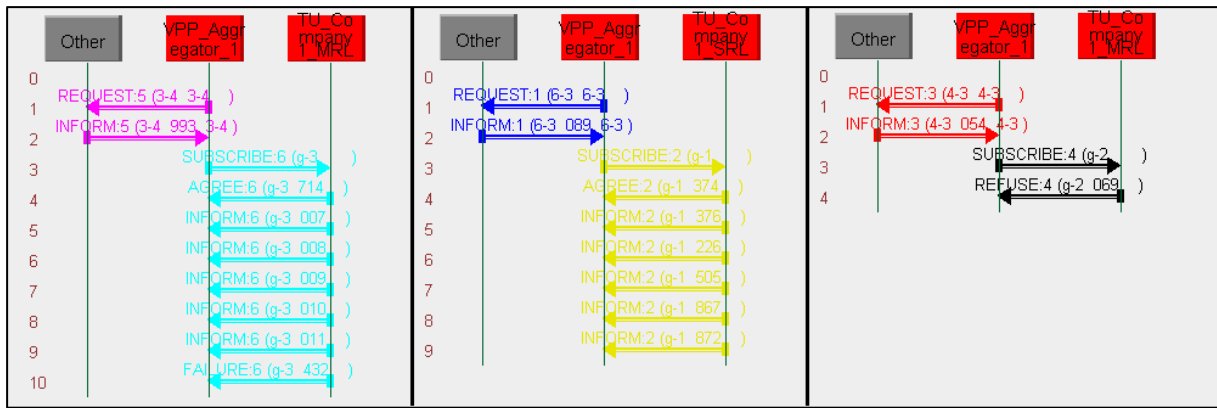 Other
VPP_Aggr
egator_1
TU_Co
mpany
1_MRL
0
1
REQUEST:5 (3-4 3-4 )
2
INFORM:5 (3-4 993 3-4 )
3
SUBSCRIBE:6 (g-3 )
4
AGREE:6 (g-3 714 )
5
INFORM:6 (g-3 007 )
6
INFORM:6 (g-3 008 )
7
INFORM:6 (g-3 009 )
8
INFORM:6 (g-3 010 )
9
INFORM:6 (g-3 011 )
10
FAILURE:6 (g-3 432 )
Other
VPP_Aggr
egator_1
TU_Co
mpany
1_SRL
0
1
REQUEST:1 (6-3 6-3 )
2
INFORM:1 (6-3 089 6-3 )
3
SUBSCRIBE:2 (g-1 )
4
AGREE:2 (g-1 374 )
5
INFORM:2 (g-1 376 )
6
INFORM:2 (g-1 226 )
7
INFORM:2 (g-1 505 )
8
INFORM:2 (g-1 867 )
9
INFORM:2 (g-1 872 )
Other
VPP_Aggr
egator_1
TU_Co
mpany
1_MRL
0
1
REQUEST:3 (4-3 4-3 )
2
INFORM:3 (4-3 054 4-3 )
3
SUBSCRIBE:4 (g-2 )
4
REFUSE:4 (g-2 069 )